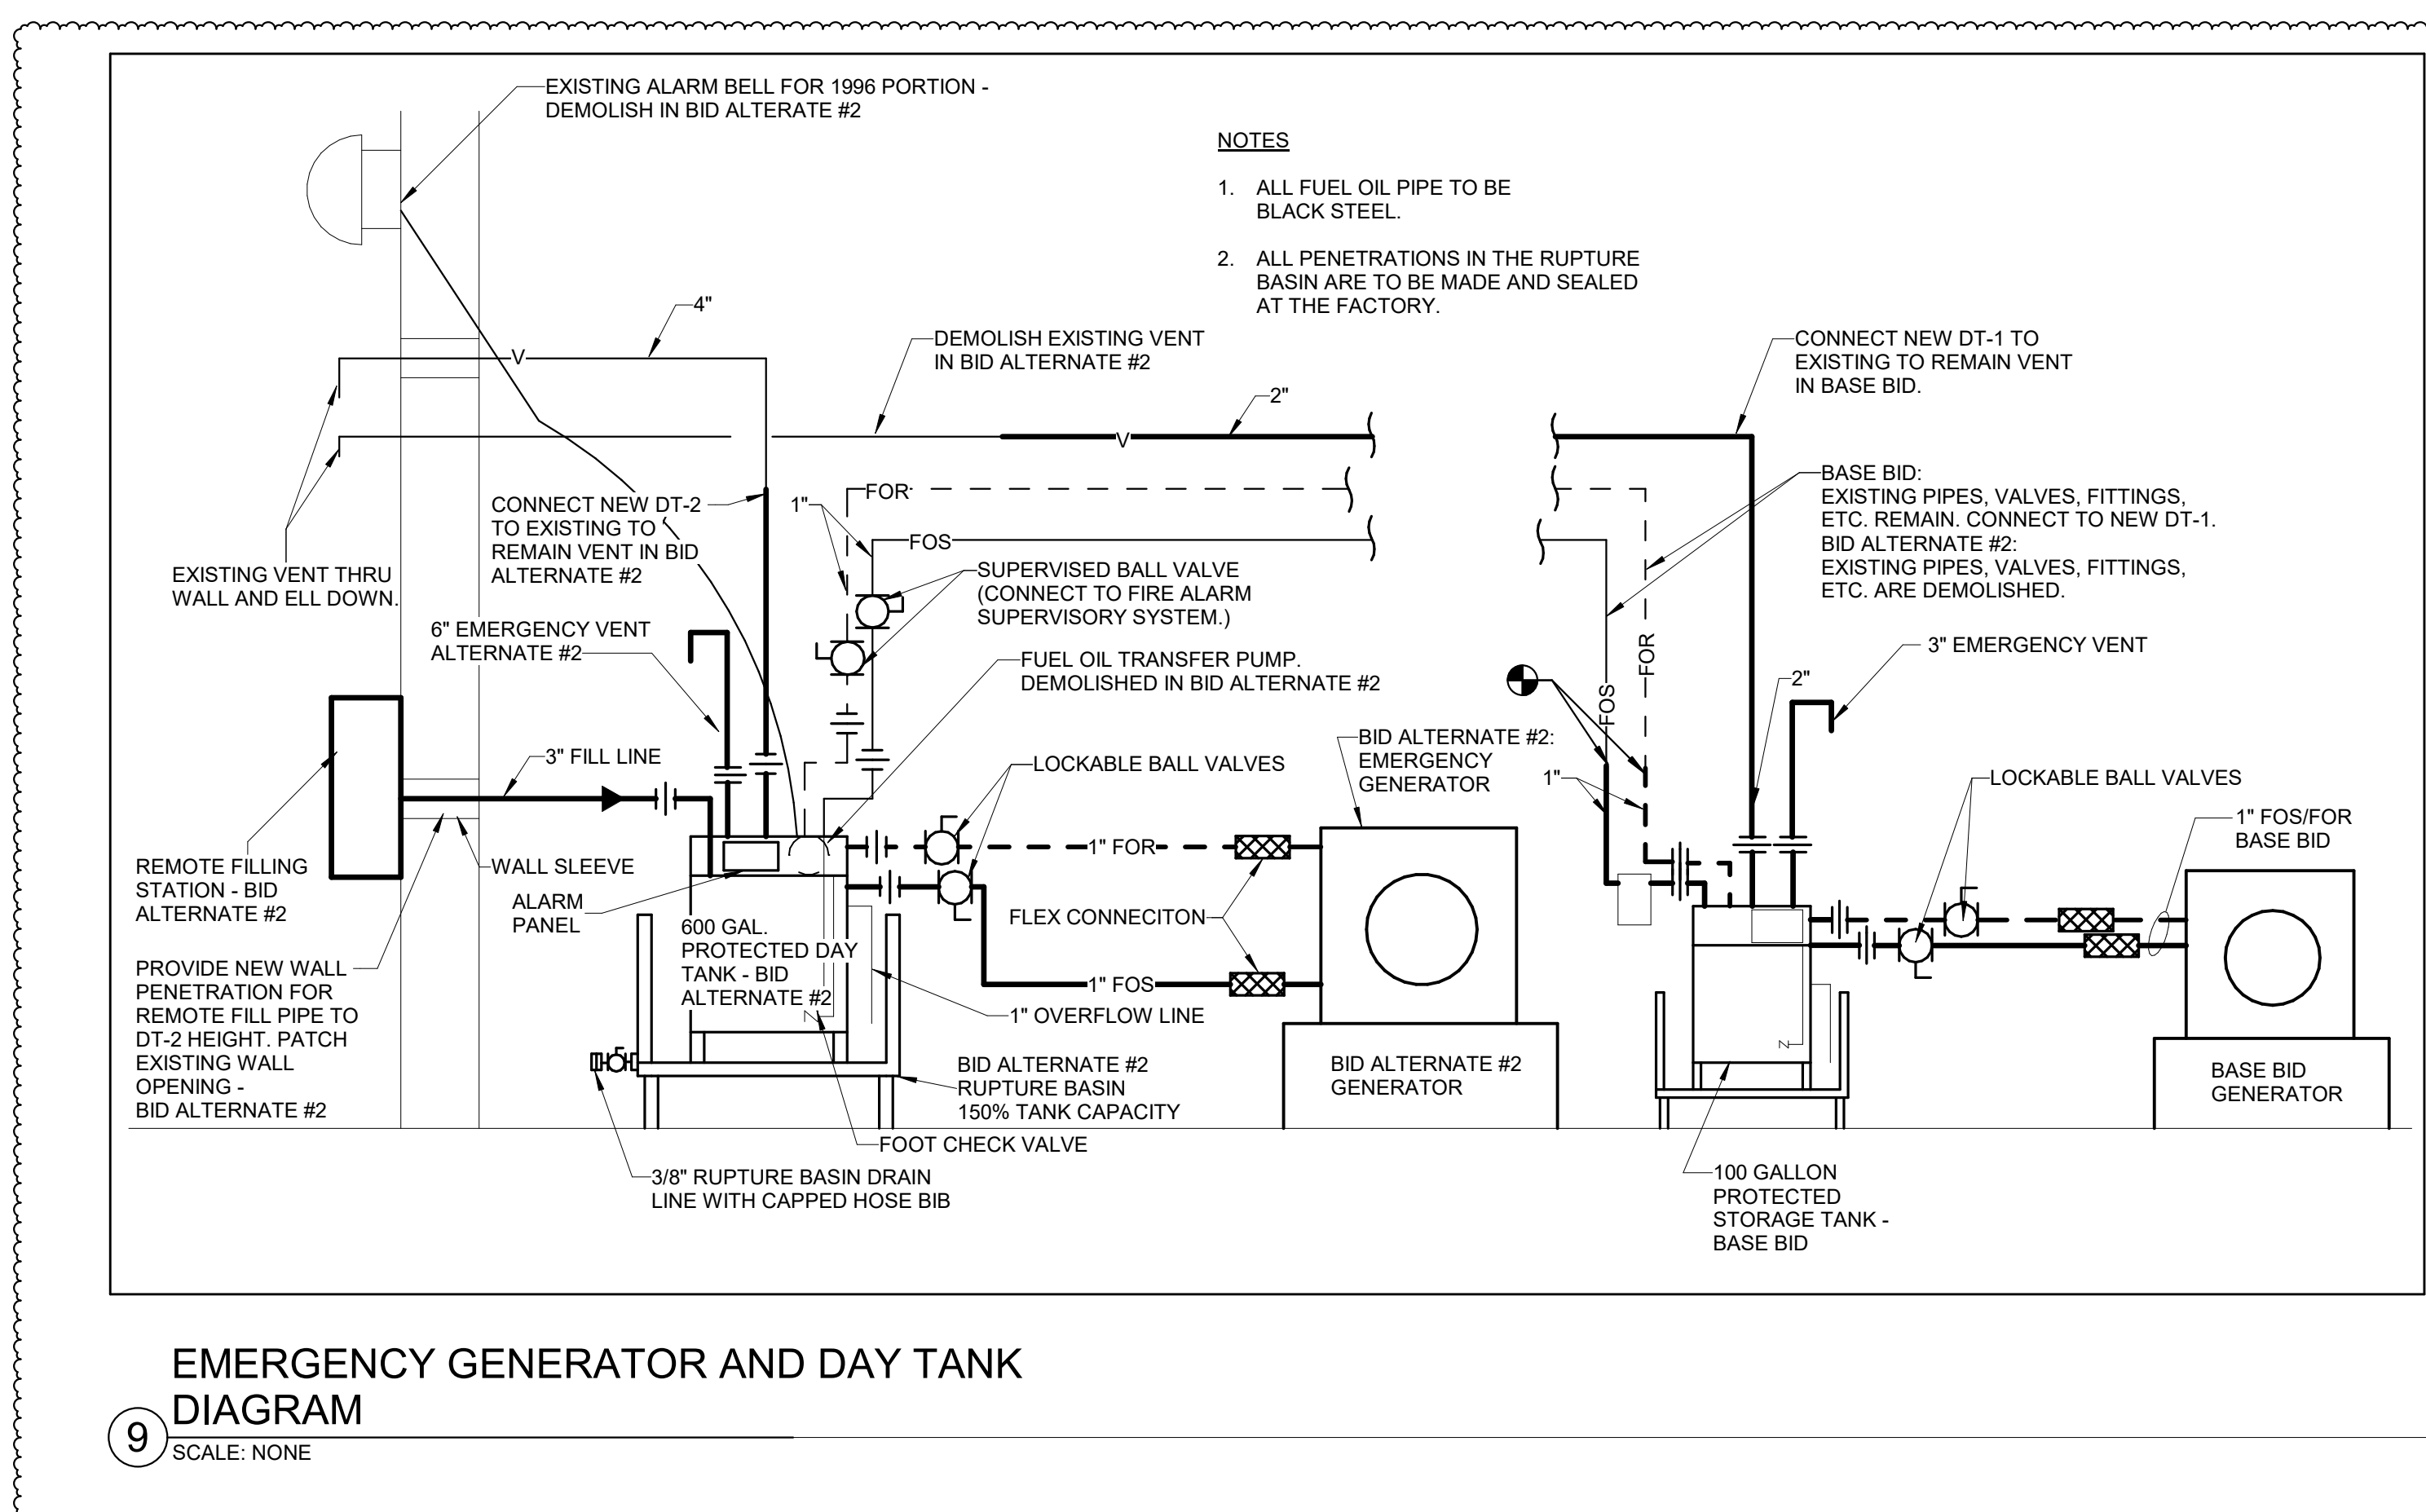 EXISTING ALARM BELL FOR 1996 PORTION -
DEMOLISH IN BID ALTERATE #2
NOTES
1. ALL FUEL OIL PIPE TO BE
BLACK STEEL.
2. ALL PENETRATIONS IN THE RUPTURE
BASIN ARE TO BE MADE AND SEALED
AT THE FACTORY.
4"
V
DEMOLISH EXISTING VENT
IN BID ALTERNATE #2
2"
V
CONNECT NEW DT-1 TO
EXISTING TO REMAIN VENT
IN BASE BID.
BASE BID:
EXISTING PIPES, VALVES, FITTINGS,
ETC. REMAIN. CONNECT TO NEW DT-1.
BID ALTERNATE #2:
EXISTING PIPES, VALVES, FITTINGS,
ETC. ARE DEMOLISHED.
CONNECT NEW DT-2
TO EXISTING TO
REMAIN VENT IN BID
ALTERNATE #2
1"
FOR
FOS
EXISTING VENT THRU
WALL AND ELL DOWN.
SUPERVISED BALL VALVE
(CONNECT TO FIRE ALARM
SUPERVISORY SYSTEM.)
6" EMERGENCY VENT
ALTERNATE #2
FUEL OIL TRANSFER PUMP.
DEMOLISHED IN BID ALTERNATE #2
FOS
FOR
3" EMERGENCY VENT
2"
3" FILL LINE
LOCKABLE BALL VALVES
BID ALTERNATE #2:
EMERGENCY
GENERATOR
1"
LOCKABLE BALL VALVES
1" FOS/FOR
BASE BID
REMOTE FILLING
STATION - BID
ALTERNATE #2
WALL SLEEVE
ALARM
PANEL
1" FOR
FLEX CONNECITON
1" FOS
600 GAL.
PROTECTED DAY
TANK - BID
ALTERNATE #2
Z
1" OVERFLOW LINE
PROVIDE NEW WALL
PENETRATION FOR
REMOTE FILL PIPE TO
DT-2 HEIGHT. PATCH
EXISTING WALL
OPENING -
BID ALTERNATE #2
BID ALTERNATE #2
RUPTURE BASIN
150% TANK CAPACITY
BID ALTERNATE #2
GENERATOR
Z
BASE BID
GENERATOR
FOOT CHECK VALVE
3/8" RUPTURE BASIN DRAIN
LINE WITH CAPPED HOSE BIB
100 GALLON
PROTECTED
STORAGE TANK -
BASE BID
EMERGENCY GENERATOR AND DAY TANK
DIAGRAM
9
SCALE: NONE